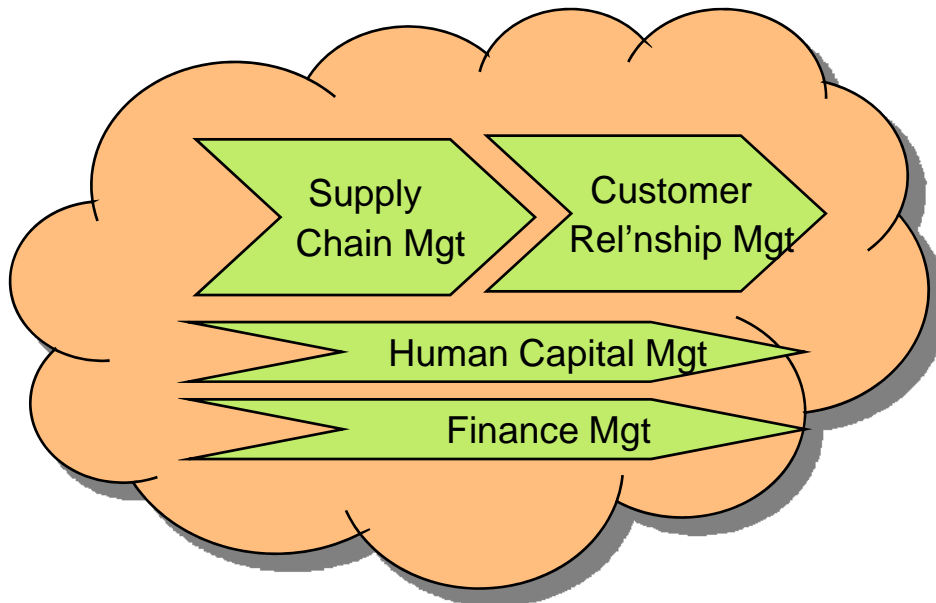 Supply
Chain Mgt
Customer
Rel’nship Mgt
Human Capital Mgt
Finance Mgt